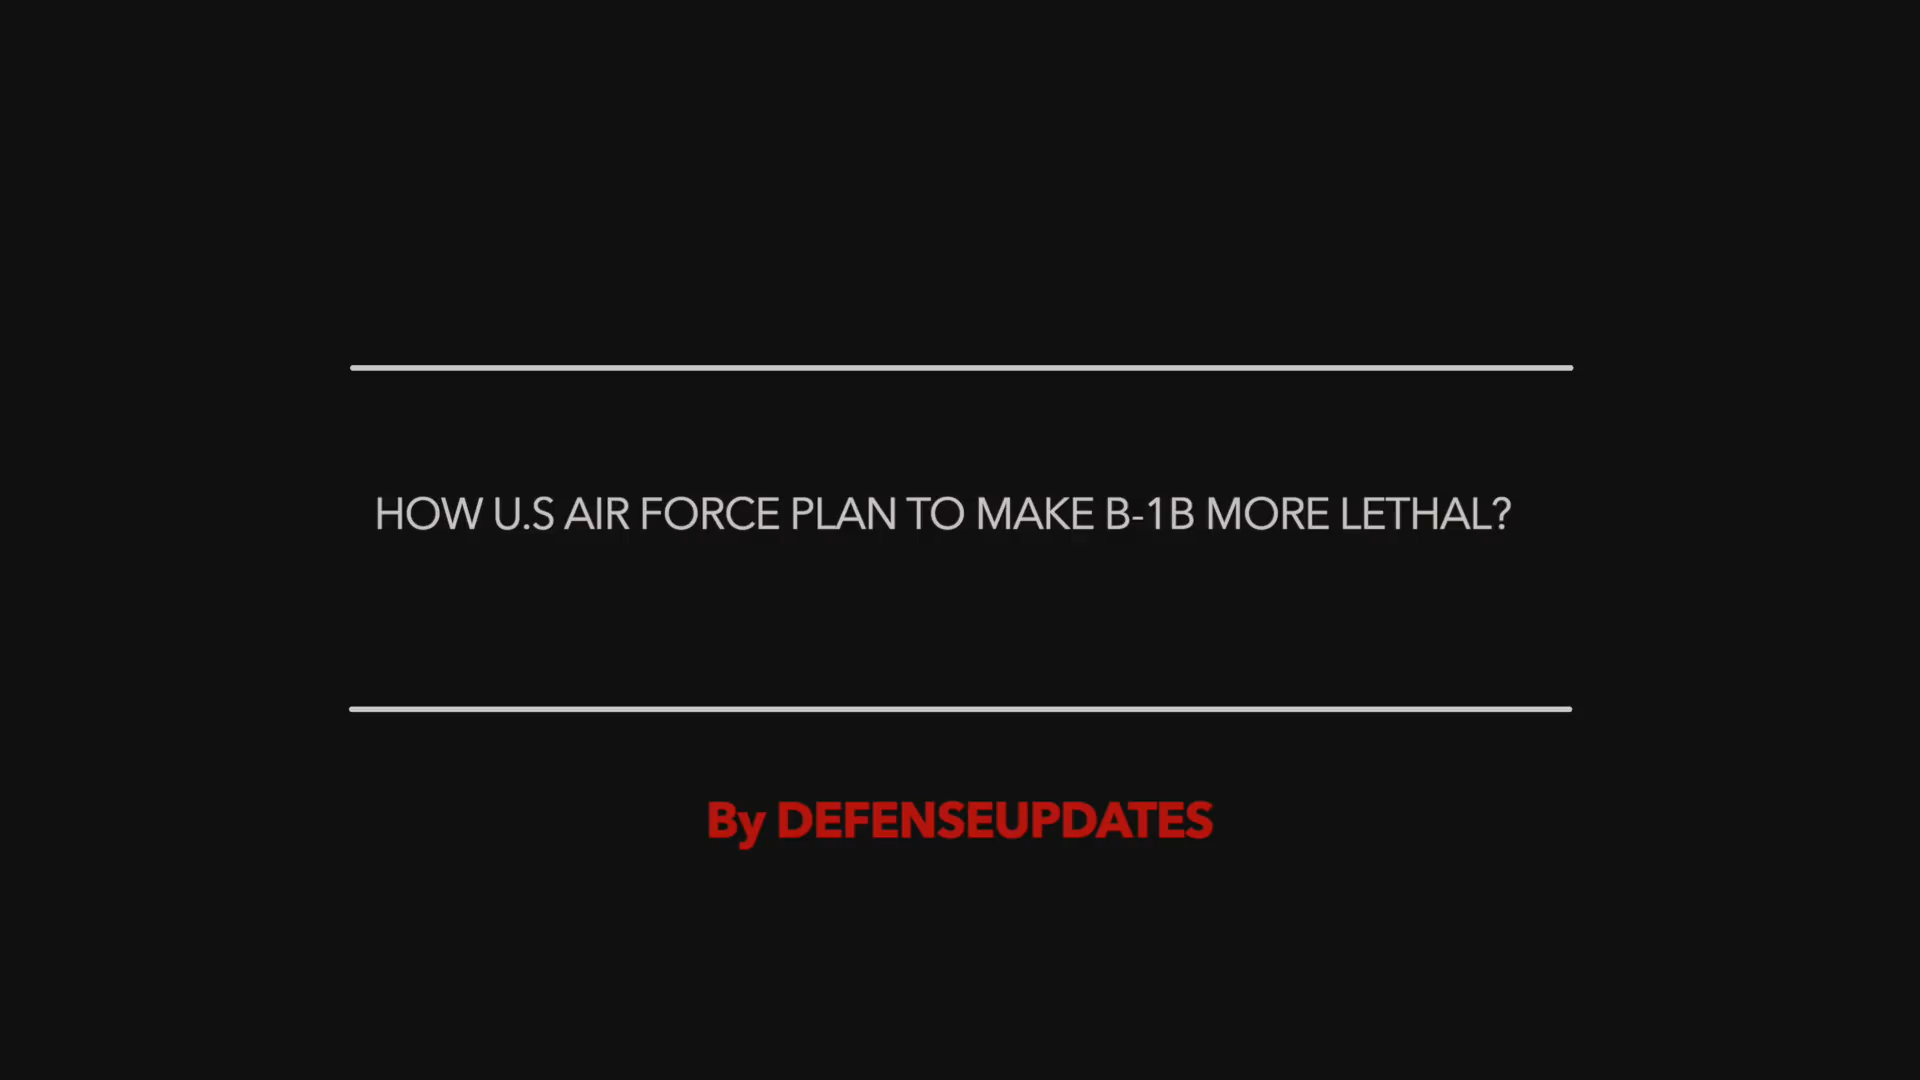 HOW U.S AIR FORCE PLAN TO MAKE B-1B MORE LETHAL?
By DEFENSEUPDATES